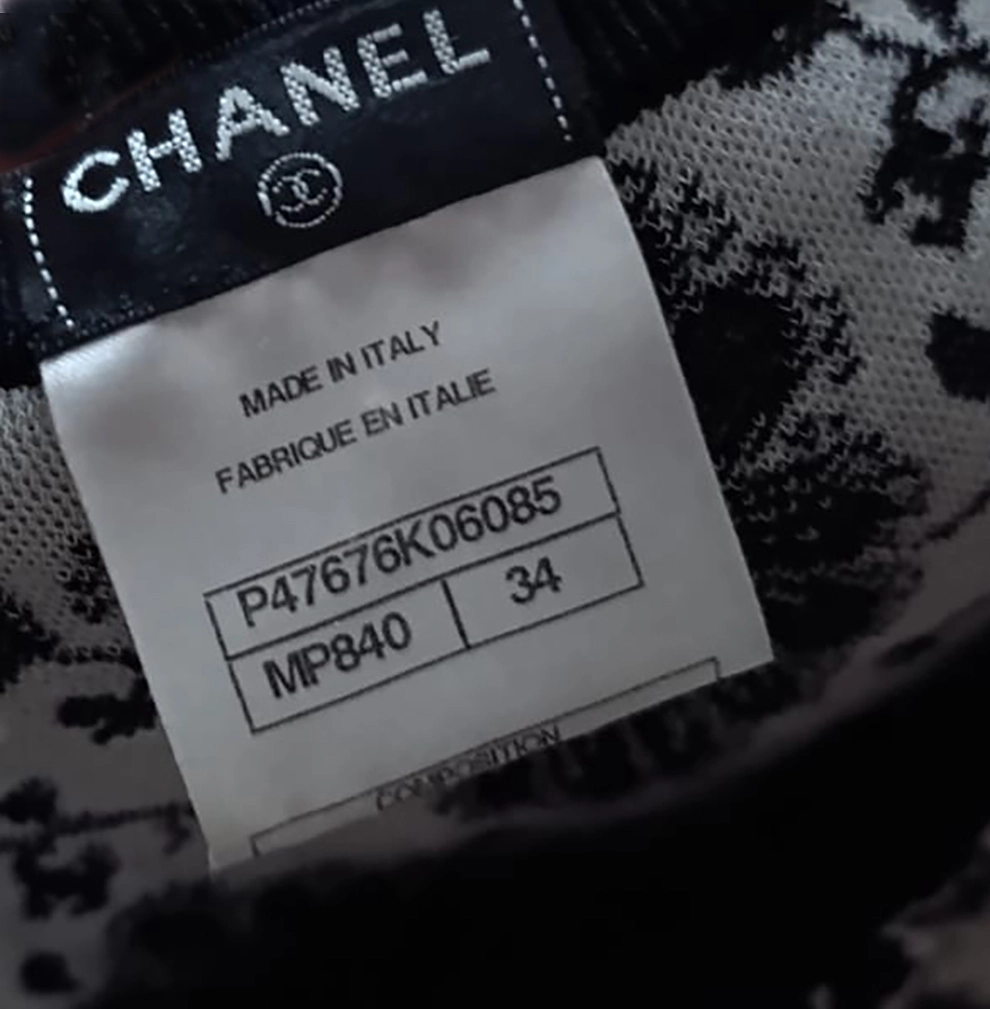 CHANEL
MADE IN ITALY
FABRIQUE EN ITALIE
P47676K06085
MP840 34
COMPOSITION